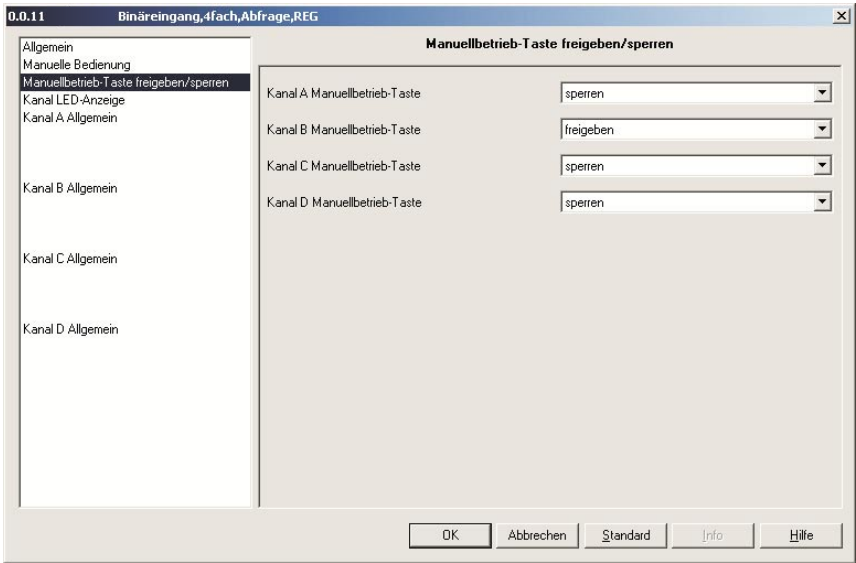 0.0.11 Binäreingang,4fach,Abfrage,REG
Allgemein
Manuelle Bedienung
Manuellbetrieb-Taste freigeben/sperren
Kanal LED-Anzeige
Kanal A Allgemein
Kanal B Allgemein
Kanal C Allgemein
Kanal D Allgemein
Manuellbetrieb-Taste freigeben/sperren
Kanal A Manuellbetrieb-Taste sperren
Kanal B Manuellbetrieb-Taste freigeben
Kanal C Manuellbetrieb-Taste sperren
Kanal D Manuellbetrieb-Taste sperren
OK Abbrechen Standard Info Hilfe